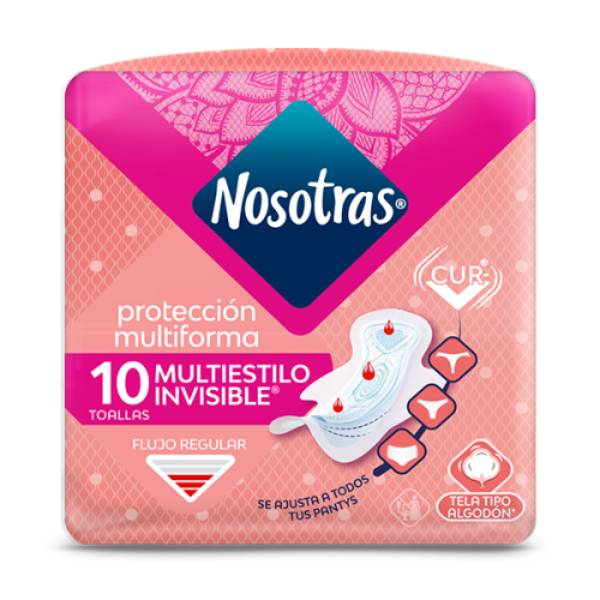 Nosotras®
CUR-V®
protección
multiforma
10 MULTIESTILO
INVISIBLE®
TOALLAS
FLUJO REGULAR
SE AJUSTA A TODOS
TUS PANTYS
TELA TIPO
ALGODÓN*